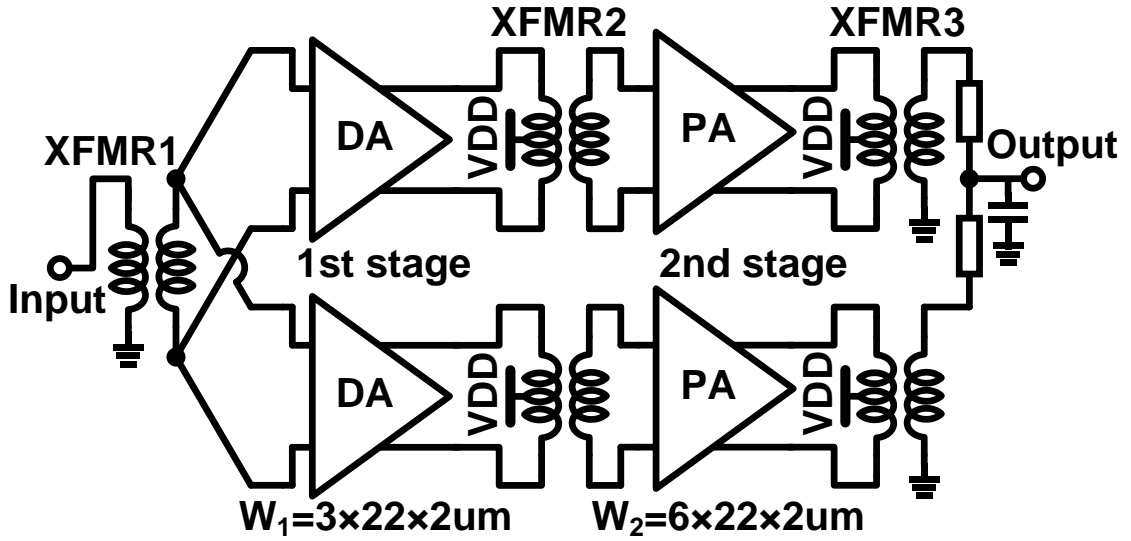 XFMR2
XFMR3
XFMR1
DA
VDD
PA
VDD
Output
Input
1st stage
2nd stage
DA
VDD
PA
VDD
W₁=3×22×2um
W₂=6×22×2um